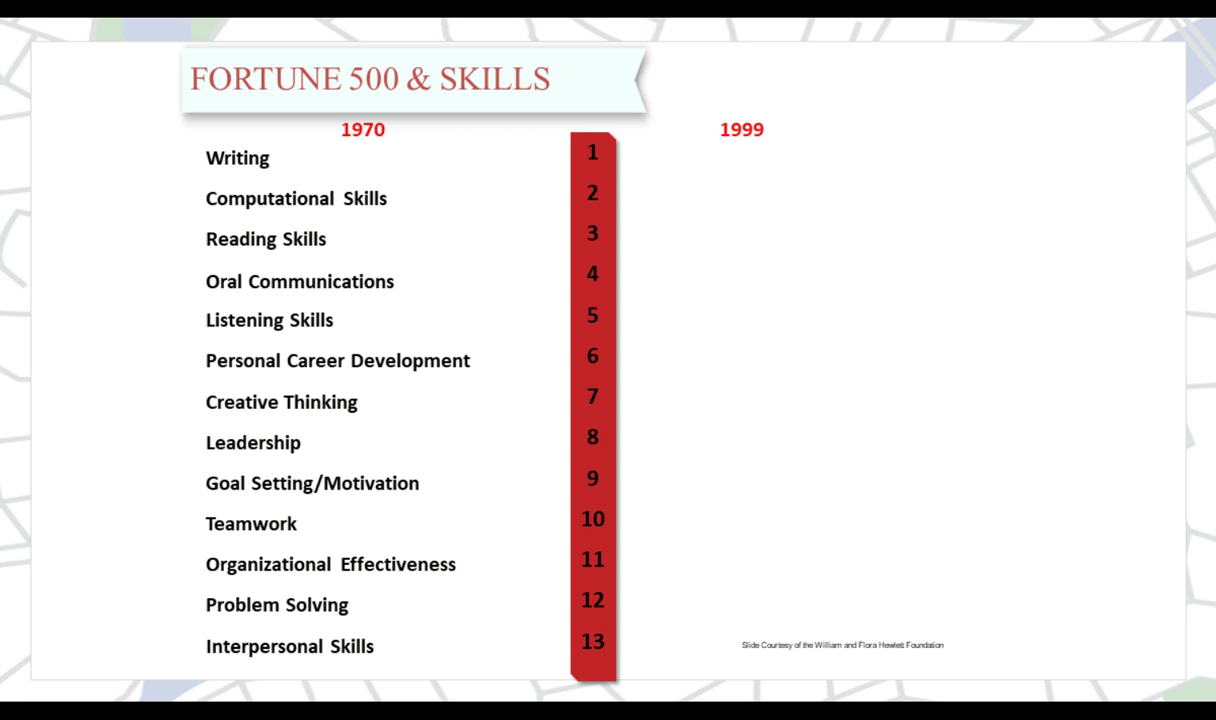 FORTUNE 500 & SKILLS
1970 1999
Writing 1
Computational Skills 2
Reading Skills 3
Oral Communications 4
Listening Skills 5
Personal Career Development 6
Creative Thinking 7
Leadership 8
Goal Setting/Motivation 9
Teamwork 10
Organizational Effectiveness 11
Problem Solving 12
Interpersonal Skills 13
Slide Courtesy of the William and Flora Hewlett Foundation